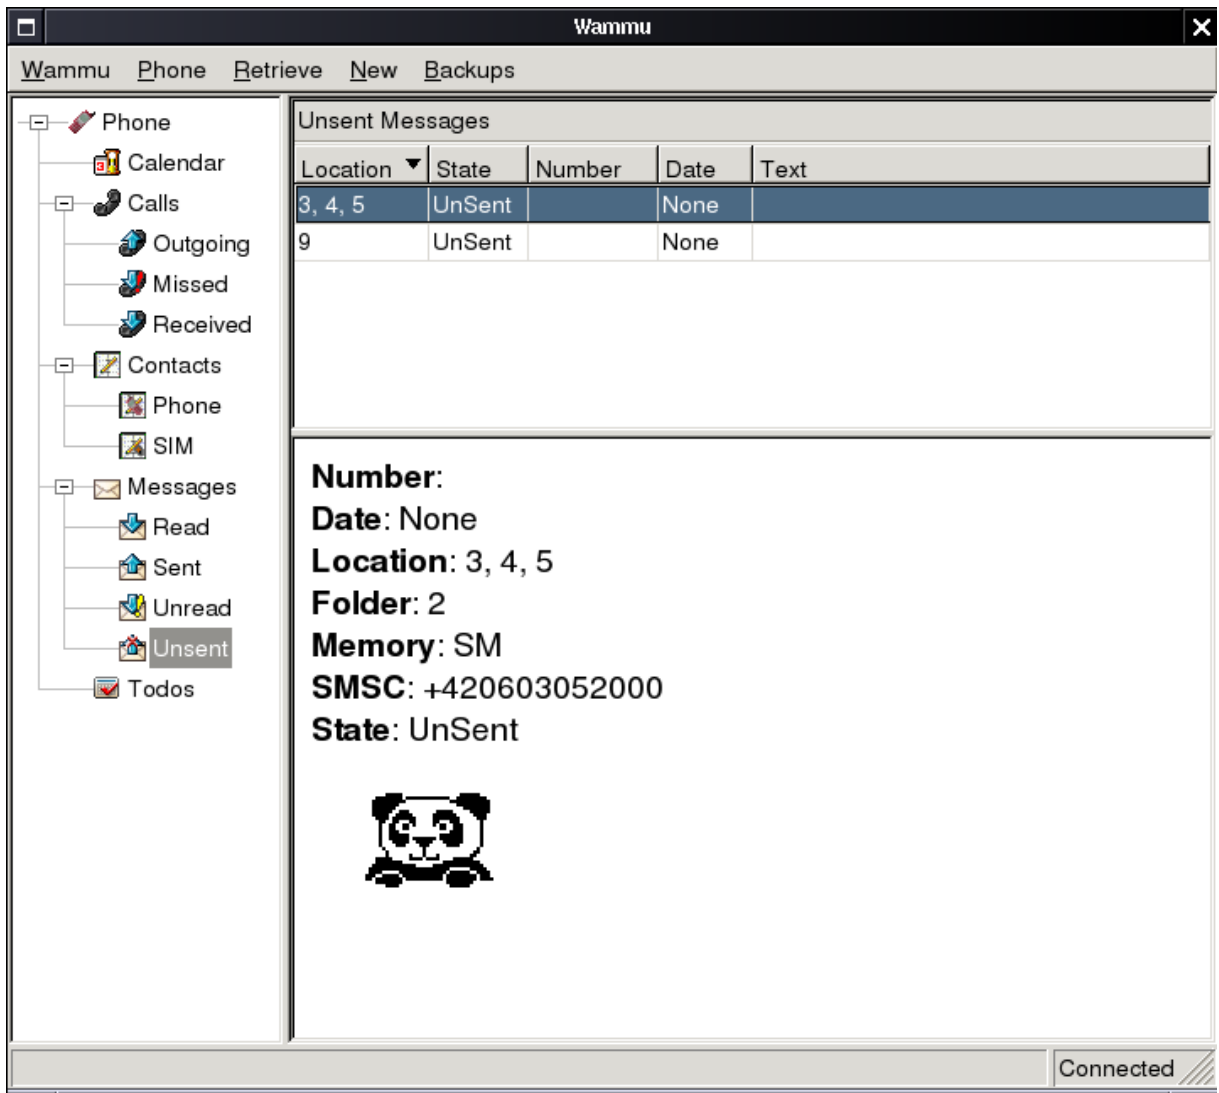 Wammu
Wammu Phone Retrieve New Backups
Phone
Calendar
Calls
Outgoing
Missed
Received
Contacts
Phone
SIM
Messages
Read
Sent
Unread
Unsent
Todos
Unsent Messages
Location State Number Date Text
3, 4, 5 UnSent None
9 UnSent None
Number:
Date: None
Location: 3, 4, 5
Folder: 2
Memory: SM
SMSC: +420603052000
State: UnSent
Connected